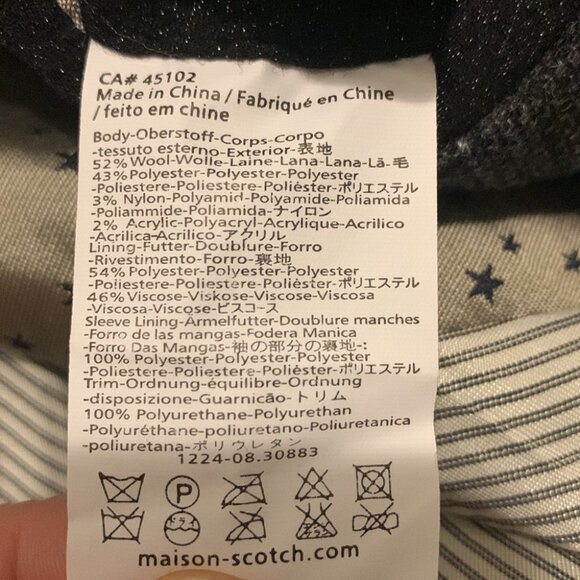 CA# 45102
Made in China / Fabriqué en Chine
/ feito em chine
Body-Oberstoff-Corps-Corpo
-tessuto esterno-Exterior-表地
52% Wool-Wolle-Laine-Lana-Lana-Lã-毛
43% Polyester-Polyester-Polyester
-Poliestere-Poliestere-Poliéster-ポリエステル
3% Nylon-Polyamid-Polyamide-Poliamida
-Poliammide-Poliamida-ナイロン
2% Acrylic-Polyacryl-Acrylique-Acrilico
-Acrilica-Acrilico-アクリル
Lining-Futter-Doublure-Forro
-Rivestimento-Forro-裏地
54% Polyester-Polyester-Polyester
-Poliestere-Poliestere-Poliéster-ポリエステル
46% Viscose-Viskose-Viscose-Viscosa
-Viscosa-Viscose-ビスコース
Sleeve Lining-Ärmelfutter-Doublure manches
-Forro de las mangas-Fodera Manica
-Forro Das Mangas-袖の部分の裏地-:
100% Polyester-Polyester-Polyester
-Poliestere-Poliestere-Poliéster-ポリエステル
Trim-Ordnung-équilibre-Ordnung
-disposizione-Guarnicão-トリム
100% Polyurethane-Polyurethan
-Polyuréthane-poliuretano-Poliuretanica
-poliuretana-ポリウレタン
1224-08.30883
P
ドライ
maison-scotch.com